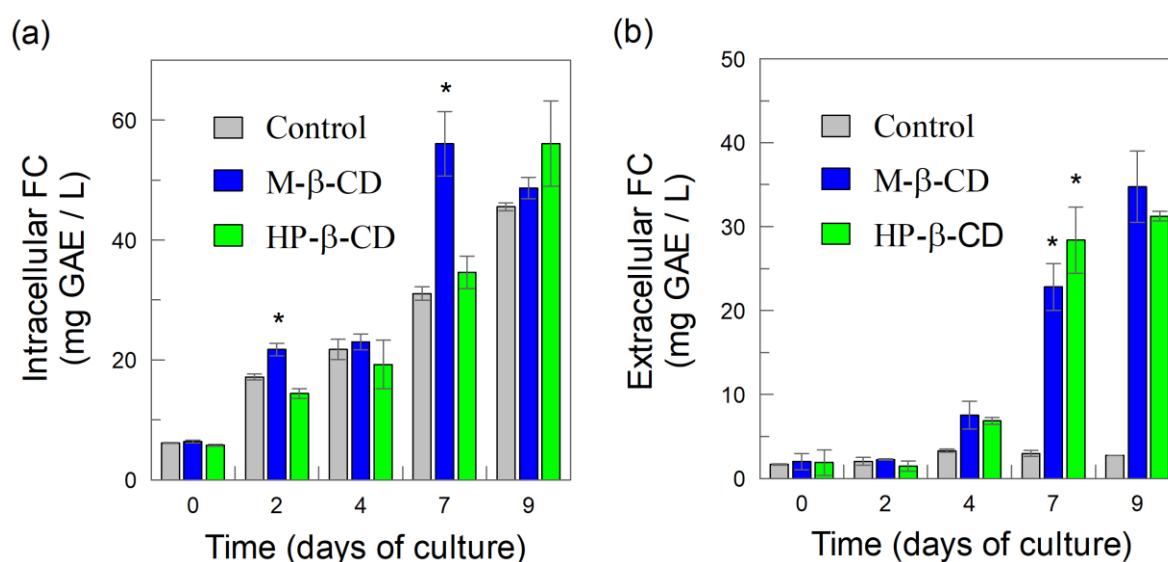 (a)
Intracellular FC
(mg GAE / L)
60
40
20
0
*
*
Control
M-β-CD
HP-β-CD
0 2 4 7 9
Time (days of culture)
(b)
Extracellular FC
(mg GAE / L)
50
40
30
20
10
0
*
*
Control
M-β-CD
HP-β-CD
0 2 4 7 9
Time (days of culture)